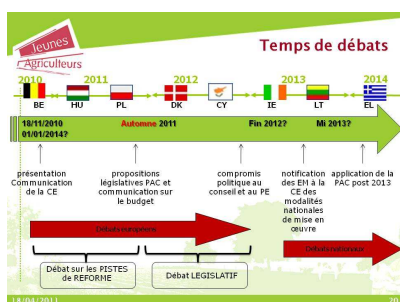 Jeunes
Agriculteurs
Temps de débats
2010
2011
2012
2013
2014
BE
HU
PL
DK
CY
IE
LT
EL
18/11/2010
01/01/2014?
Automne 2011
Fin 2012?
Mi 2013?
présentation
Communication
de la CE
propositions
législatives PAC et
communication sur
le budget
compromis
politique au
conseil et au PE
notification
des EM à la
CE des
modalités
nationales
de mise en
œuvre
application de la
PAC post 2013
Débats européens
Débats nationaux
Débat sur les PISTES
de REFORME
Débat LEGISLATIF
18/04/2011
20